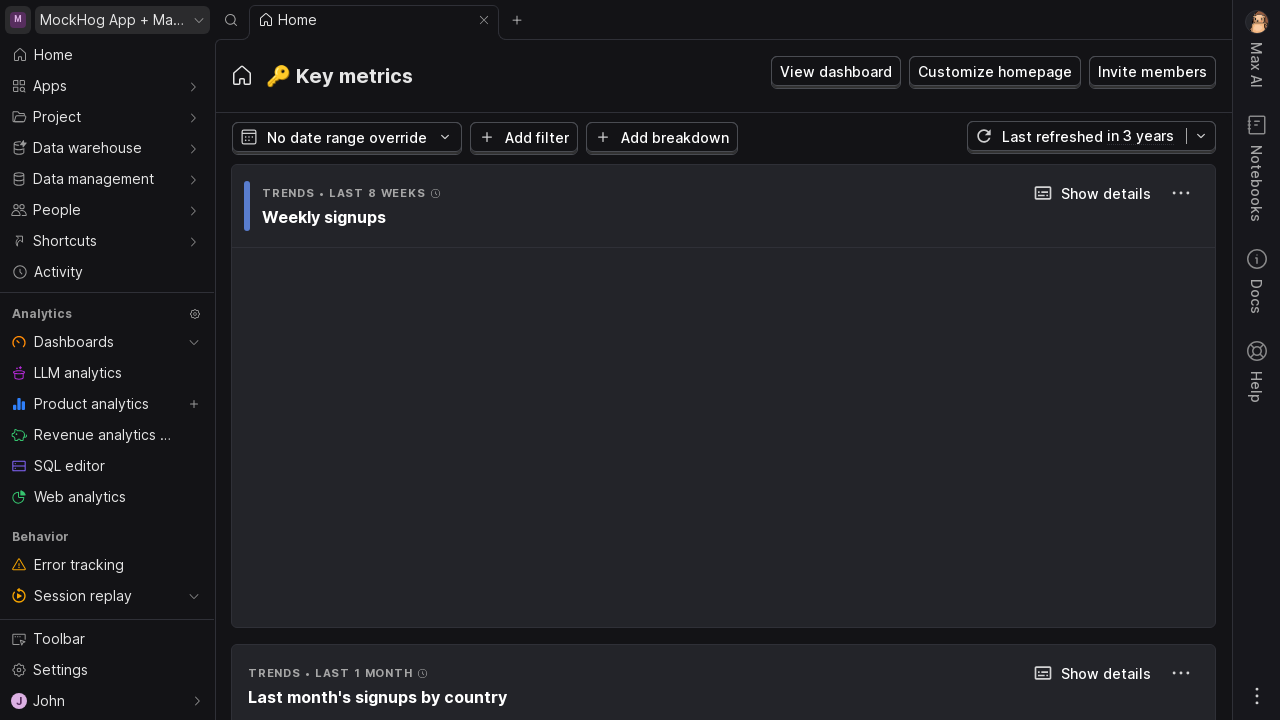 M
MockHog App + Ma...
Home
Apps
Project
Data warehouse
Data management
People
Shortcuts
Activity
Analytics
Dashboards
LLM analytics
Product analytics
Revenue analytics ...
SQL editor
Web analytics
Behavior
Error tracking
Session replay
Toolbar
Settings
J
John
Home
🔑 Key metrics
View dashboard
Customize homepage
Invite members
No date range override
Add filter
Add breakdown
Last refreshed in 3 years
TRENDS • LAST 8 WEEKS
Show details
Weekly signups
TRENDS • LAST 1 MONTH
Show details
Last month's signups by country
Max AI
Notebooks
Docs
Help